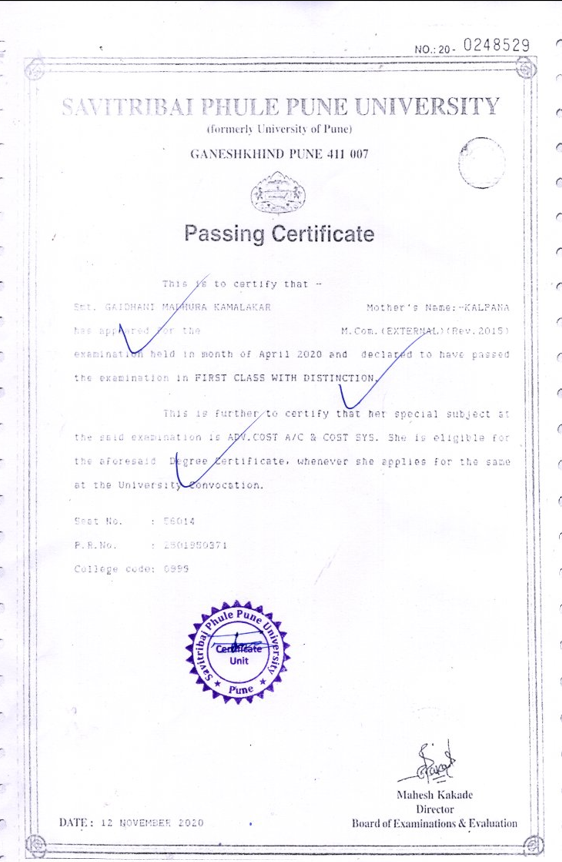 NO.: 20 - 0248529
SAVITRIBAI PHULE PUNE UNIVERSITY
(formerly University of Pune)
GANESHKHIND PUNE 411 007
Passing Certificate
This is to certify that -
Smt. GAIDHANI MADHURA KAMALAKAR Mother's Name:-KALPANA
has appeared for the M.Com.(EXTERNAL)(Rev.2015)
examination held in month of April 2020 and declared to have passed
the examination in FIRST CLASS WITH DISTINCTION.
This is further to certify that her special subject at
the said examination is ADV.COST A/C & COST SYS. She is eligible for
the aforesaid Degree Certificate, whenever she applies for the same
at the University Convocation.
Seat No. : 56014
P.R.No. : 2801950371
College code: 0999
Savitribai Phule Pune University
Certificate
Unit
Pune
Mahesh Kakade
Director
DATE : 12 NOVEMBER 2020 Board of Examinations & Evaluation